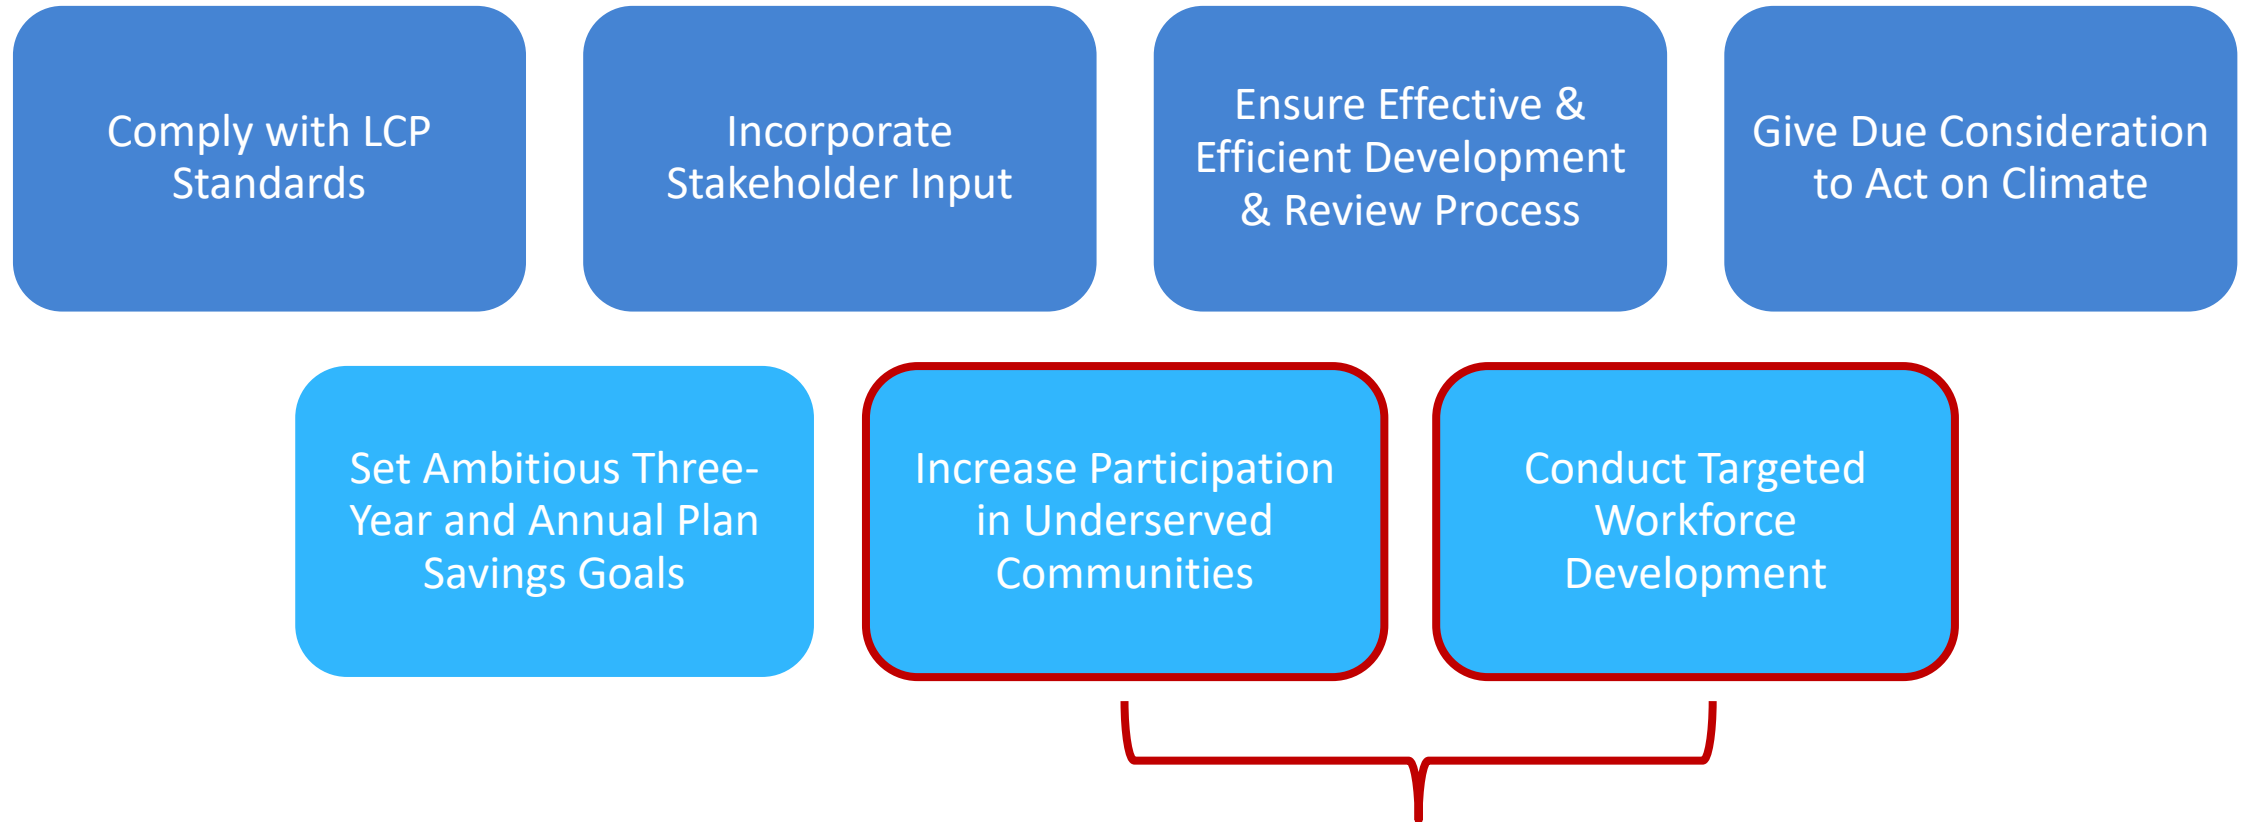 Comply with LCP
Standards
Incorporate
Stakeholder Input
Ensure Effective &
Efficient Development
& Review Process
Give Due Consideration
to Act on Climate
Set Ambitious Three-
Year and Annual Plan
Savings Goals
Increase Participation
in Underserved
Communities
Conduct Targeted
Workforce
Development